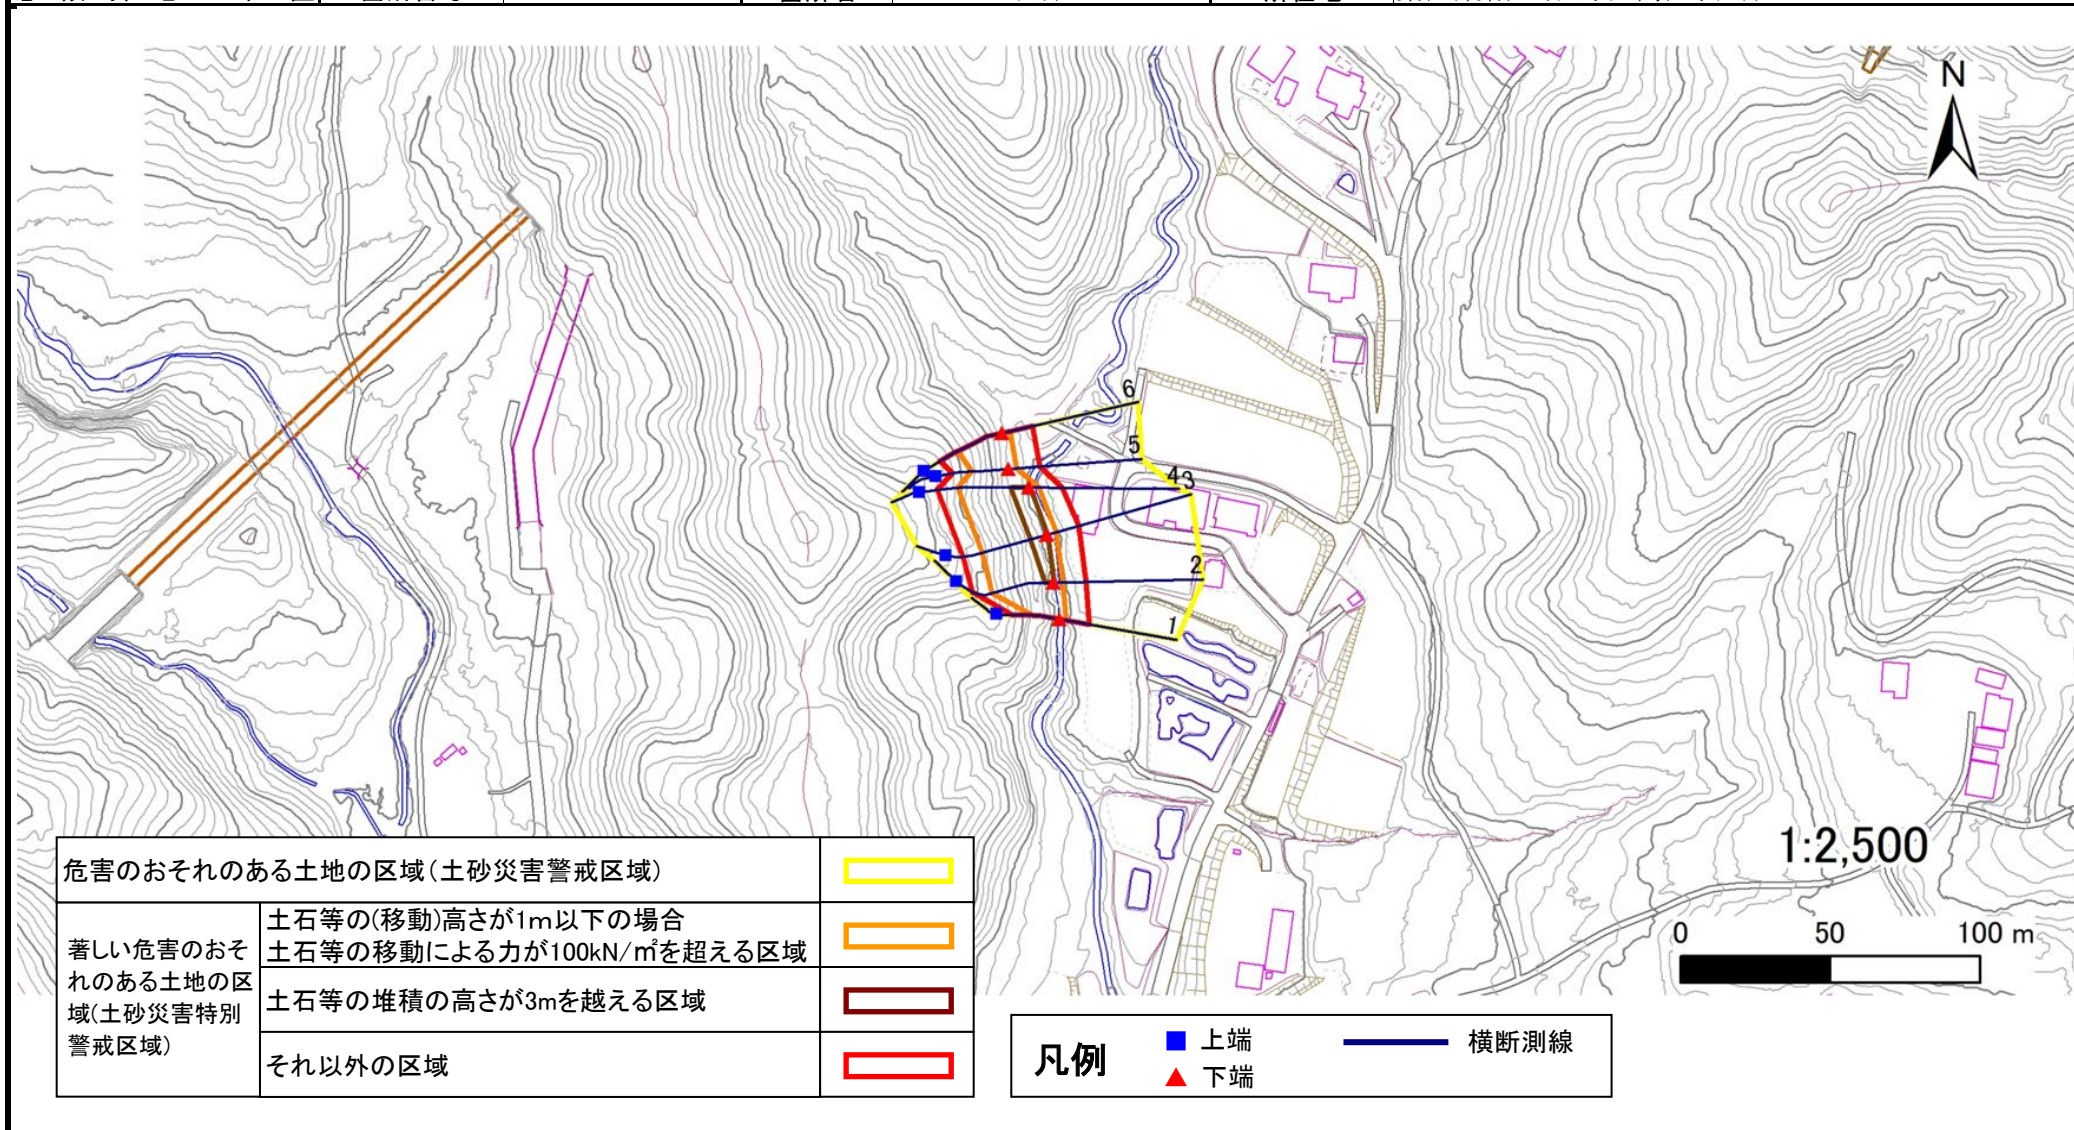 N
6
5
4
3
2
1
1:2,500
0 50 100 m
危害のおそれのある土地の区域(土砂災害警戒区域)
著しい危害のおそ
れのある土地の区
域(土砂災害特別
警戒区域)
土石等の(移動)高さが1m以下の場合
土石等の移動による力が100kN/㎡を超える区域
土石等の堆積の高さが3mを越える区域
それ以外の区域
凡例
上端
下端
横断測線